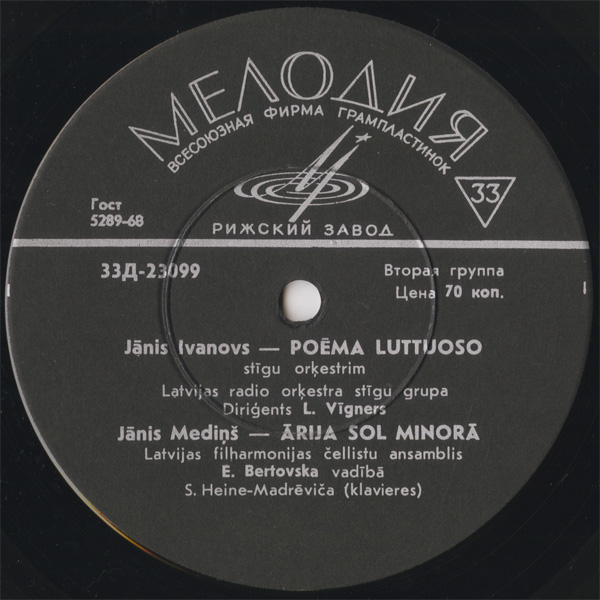 МЕЛОДИЯ
ВСЕСОЮЗНАЯ ФИРМА ГРАМПЛАСТИНОК
33
Гост
5289-68
РИЖСКИЙ ЗАВОД
33Д-23099
Вторая группа
Цена 70 коп.
Jānis Ivanovs — POĒMA LUTTUOSO
stīgu orķestrim
Latvijas radio orķestra stīgu grupa
Diriģents L. Vīgners
Jānis Mediņš — ĀRIJA SOL MINORĀ
Latvijas filharmonijas čellistu ansamblis
E. Bertovska vadībā
S. Heine-Madrēviča (klavieres)